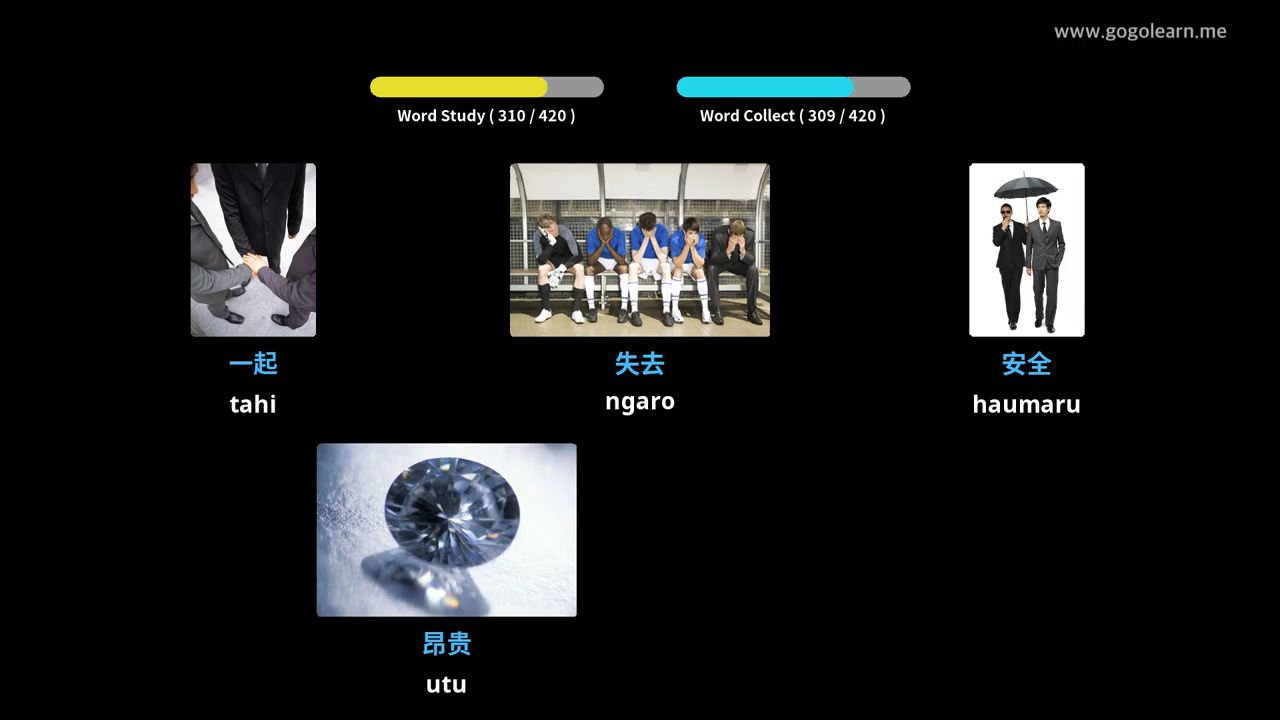 www.gogolearn.me
Word Study ( 310 / 420 )
Word Collect ( 309 / 420 )
一起
tahi
失去
ngaro
安全
haumaru
昂贵
utu